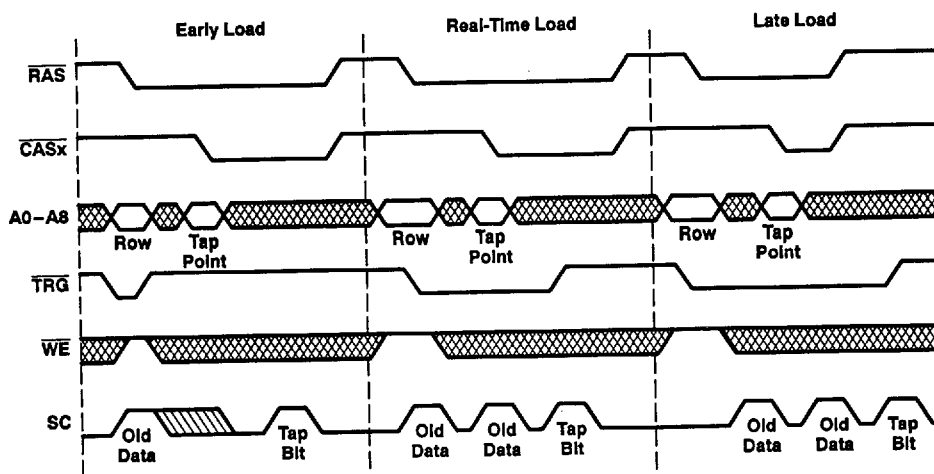 Early Load
Real-Time Load
Late Load
RAS
CASx
A0–A8
Row
Tap
Point
Row
Tap
Point
Row
Tap
Point
TRG
WE
SC
Old
Data
Tap
Bit
Old
Data
Old
Data
Tap
Bit
Old
Data
Old
Data
Tap
Bit